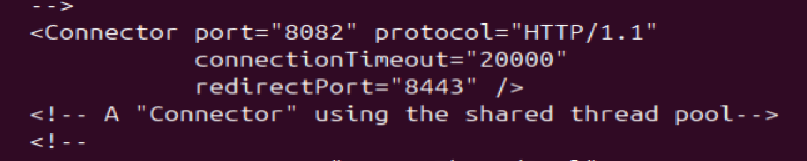 -->
<Connector port="8082" protocol="HTTP/1.1"
connectionTimeout="20000"
redirectPort="8443" />
<!-- A "Connector" using the shared thread pool-->
<!--